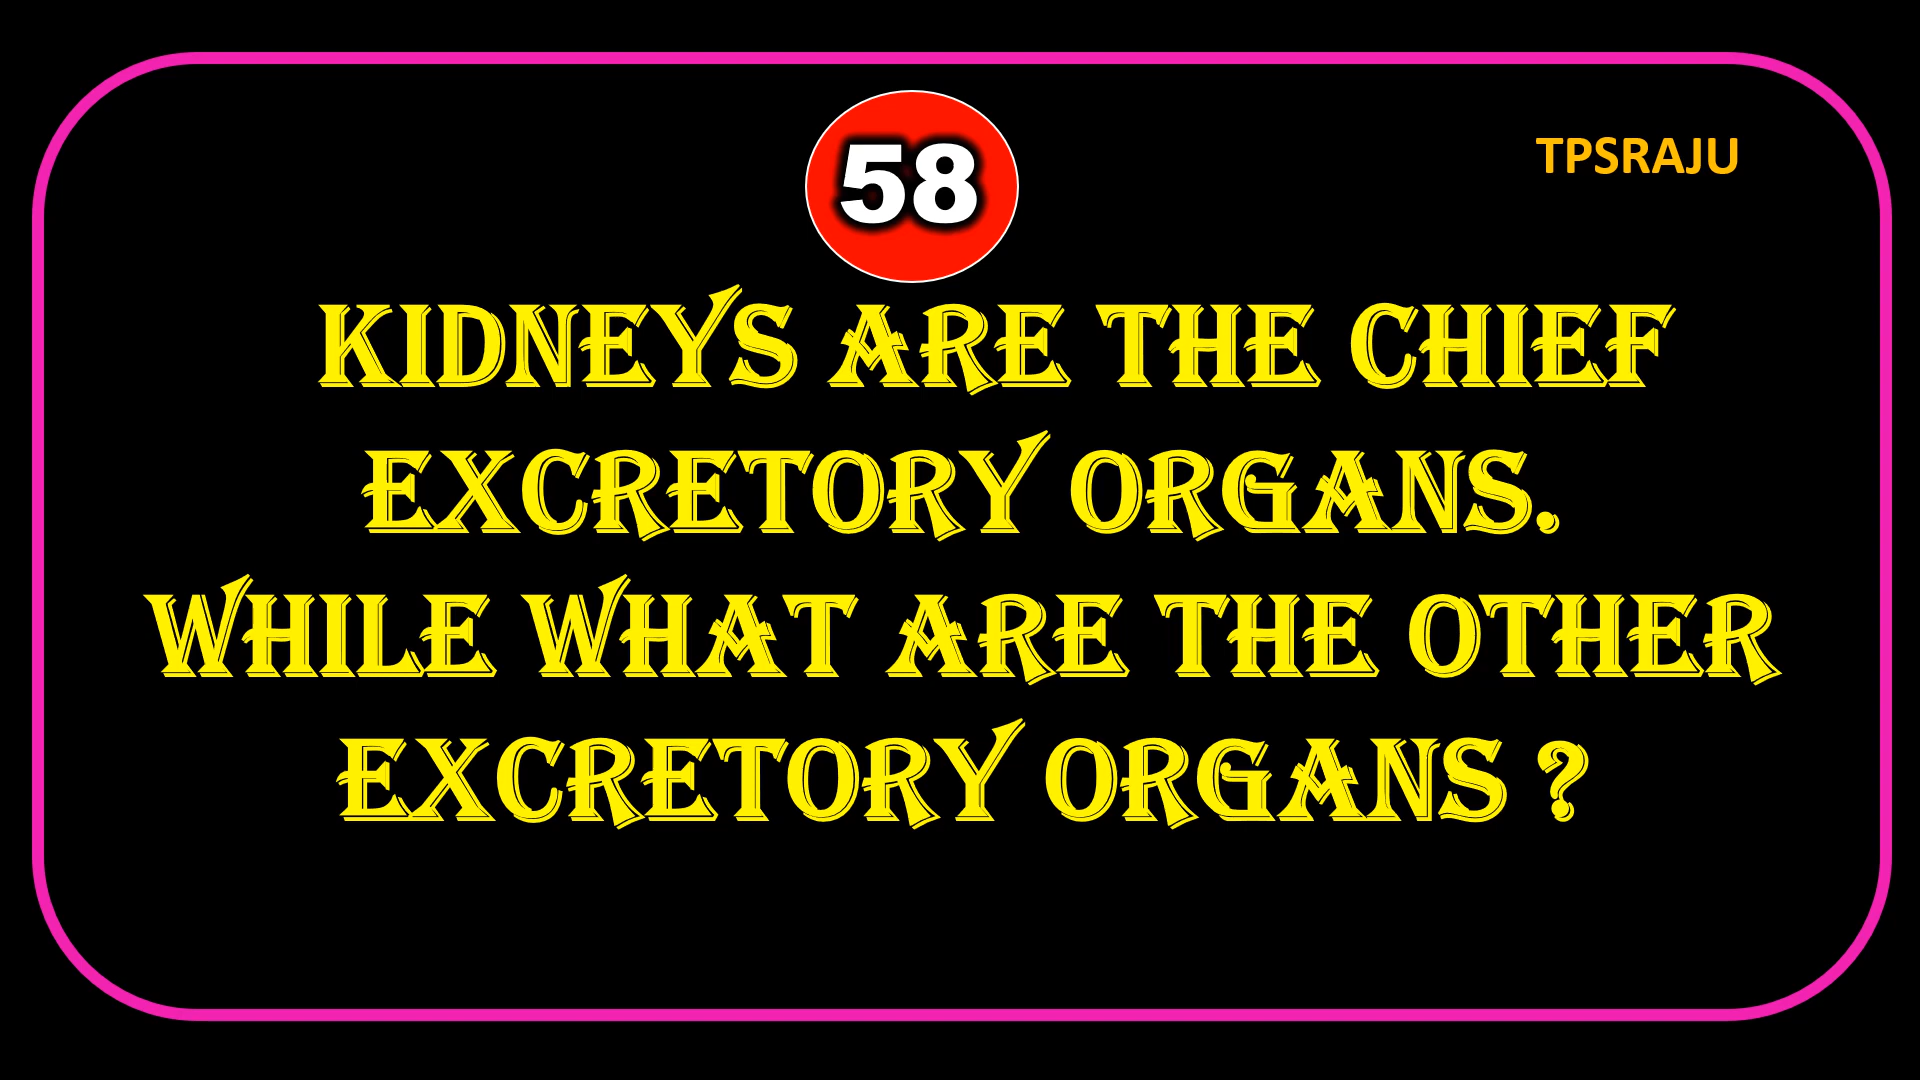 58
TPSRAJU
KIDNEYS ARE THE CHIEF
EXCRETORY ORGANS.
WHILE WHAT ARE THE OTHER
EXCRETORY ORGANS ?